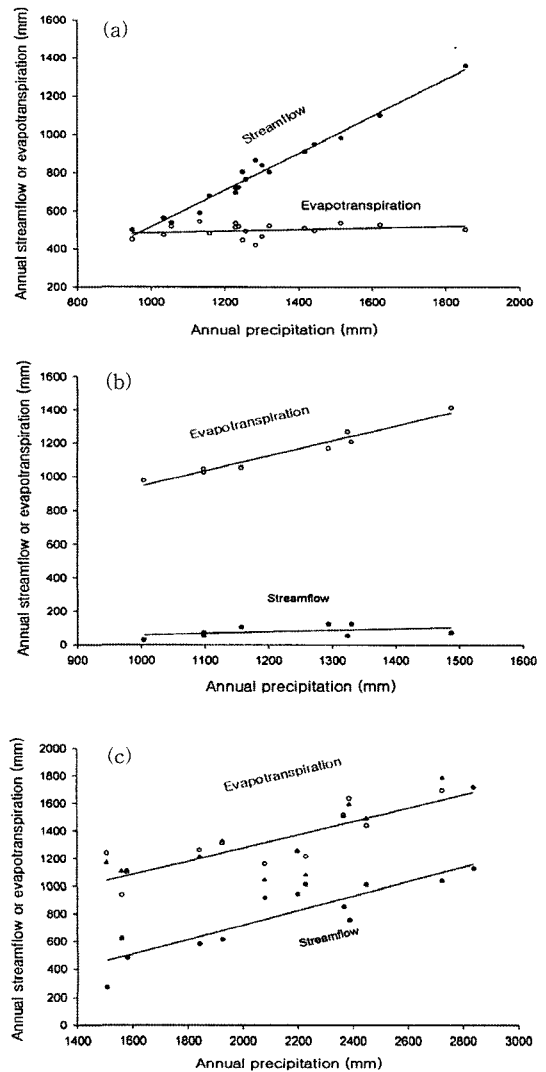 (a)
Annual streamflow or evapotranspiration (mm)
1600
1400
1200
1000
800
600
400
200
Streamflow
Evapotranspiration
800 1000 1200 1400 1600 1800 2000
Annual precipitation (mm)
(b)
Annual streamflow or evapotranspiration (mm)
1600
1400
1200
1000
800
600
400
200
0
Evapotranspiration
Streamflow
900 1000 1100 1200 1300 1400 1500 1600
Annual precipitation (mm)
(c)
Annual streamflow or evapotranspiration (mm)
2000
1800
1600
1400
1200
1000
800
600
400
200
0
Evapotranspiration
Streamflow
1400 1600 1800 2000 2200 2400 2600 2800 3000
Annual precipitation (mm)